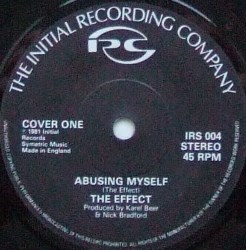 THE INITIAL RECORDING COMPANY
COVER ONE
℗ 1981 Initial
Records
Symetric Music
Made in England
IRS 004
STEREO
45 RPM
ABUSING MYSELF
(The Effect)
THE EFFECT
Produced by Karel Beer
& Nick Bradford